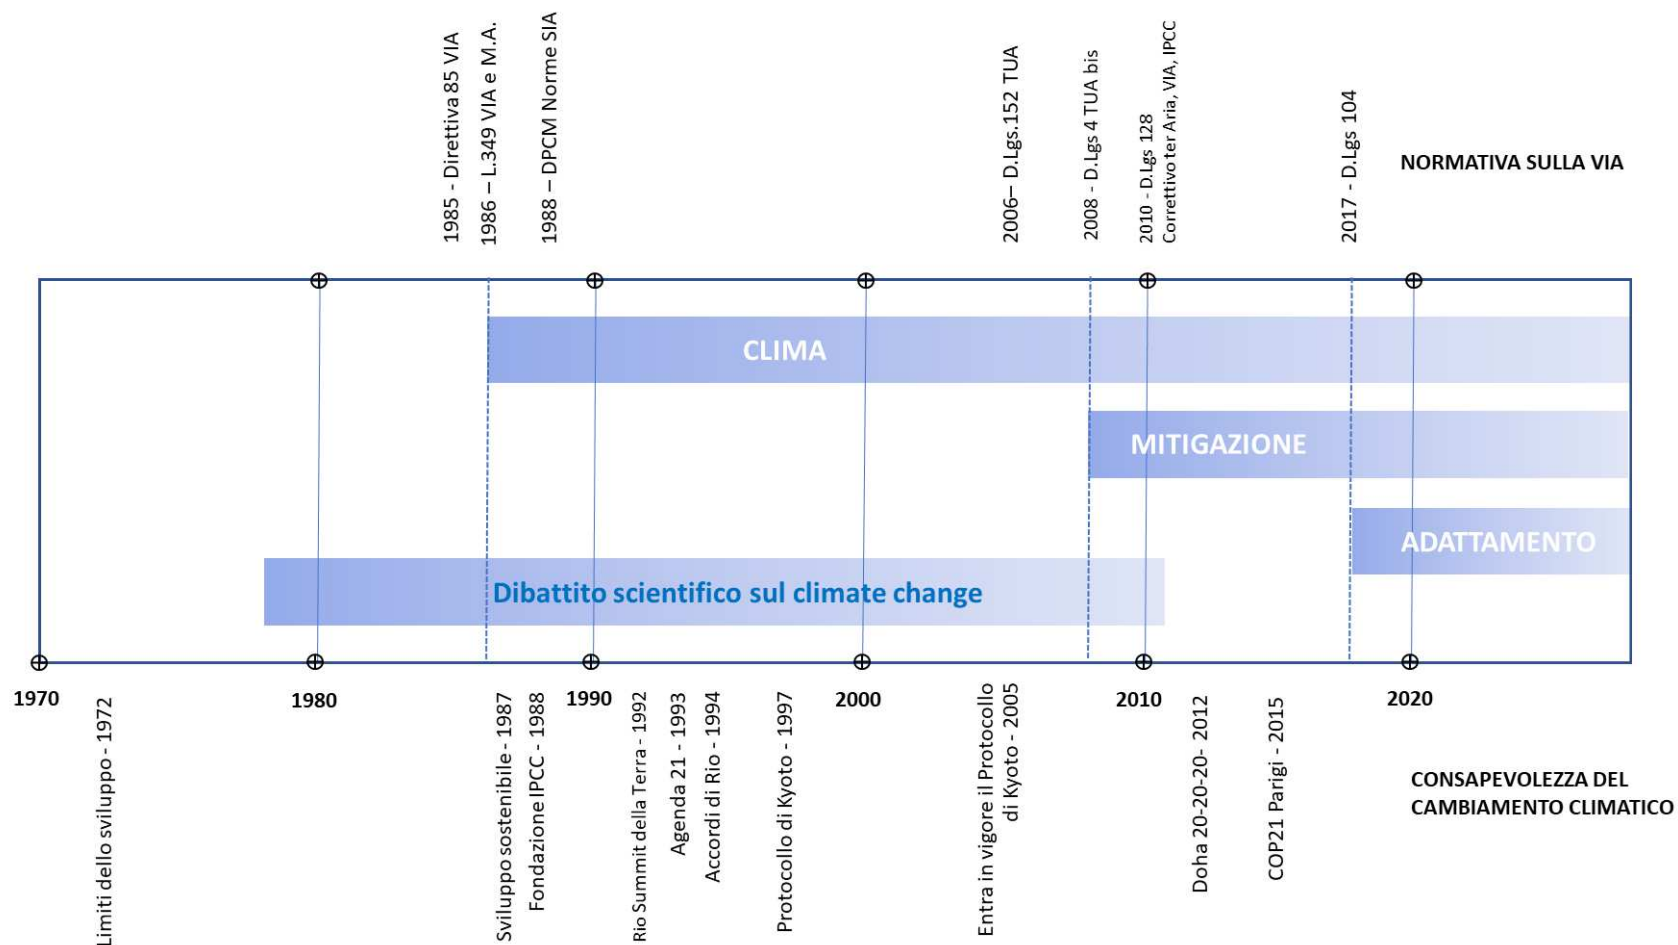 1985 - Direttiva 85 VIA
1986 – L.349 VIA e M.A.
1988 – DPCM Norme SIA
2006– D.Lgs.152 TUA
2008 - D.Lgs 4 TUA bis
2010 - D.Lgs 128
Correttivo ter Aria, VIA, IPCC
2017 - D.Lgs 104
NORMATIVA SULLA VIA
CLIMA
MITIGAZIONE
ADATTAMENTO
Dibattito scientifico sul climate change
1970
1980
1990
2000
2010
2020
Limiti dello sviluppo - 1972
Sviluppo sostenibile - 1987
Fondazione IPCC - 1988
Rio Summit della Terra - 1992
Agenda 21 - 1993
Accordi di Rio - 1994
Protocollo di Kyoto - 1997
Entra in vigore il Protocollo
di Kyoto - 2005
Doha 20-20-20- 2012
COP21 Parigi - 2015
CONSAPEVOLEZZA DEL
CAMBIAMENTO CLIMATICO